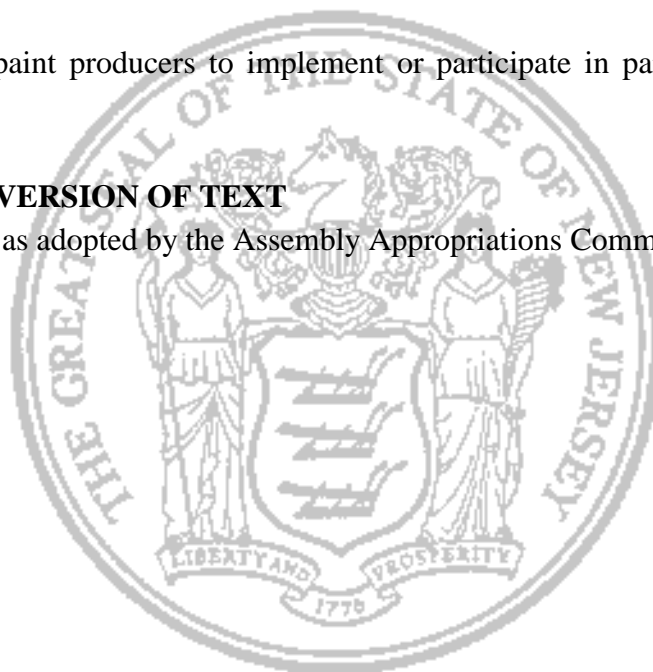 paint producers to implement or participate in pa
VERSION OF TEXT
as adopted by the Assembly Appropriations Comm
THE GREAT SEAL OF THE STATE OF NEW JERSEY
LIBERTY AND PROSPERITY
1776